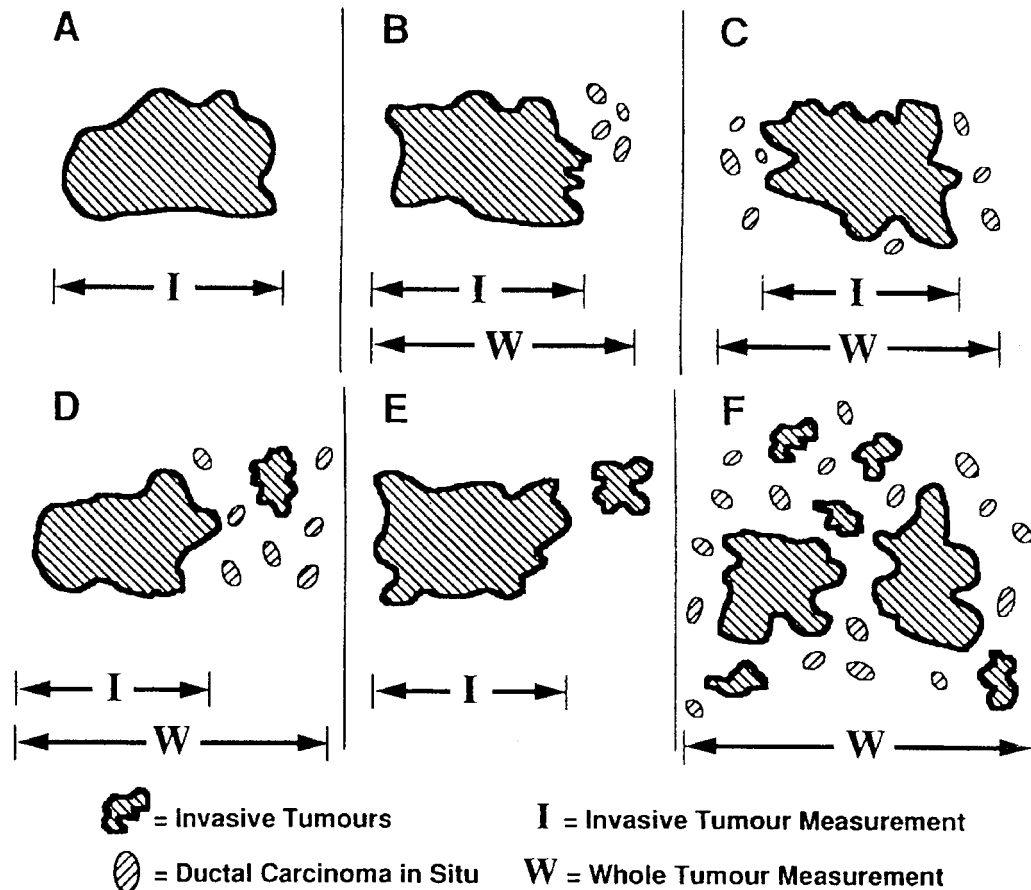 A
B
C
I
I
I
W
W
D
E
F
I
I
W
W
= Invasive Tumours
I = Invasive Tumour Measurement
= Ductal Carcinoma in Situ
W = Whole Tumour Measurement